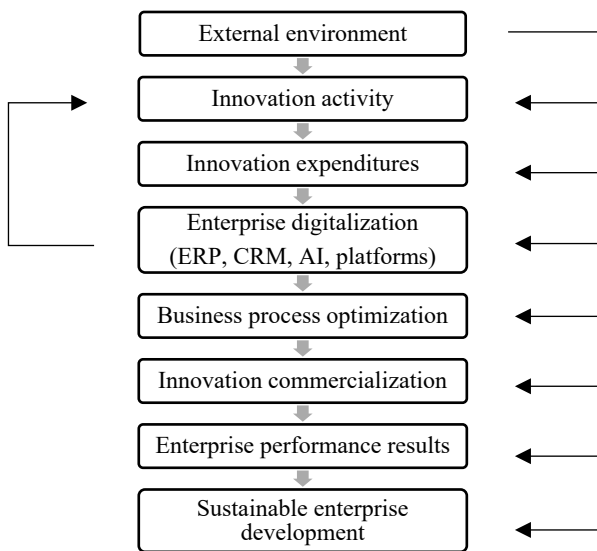 External environment
Innovation activity
Innovation expenditures
Enterprise digitalization
(ERP, CRM, AI, platforms)
Business process optimization
Innovation commercialization
Enterprise performance results
Sustainable enterprise
development